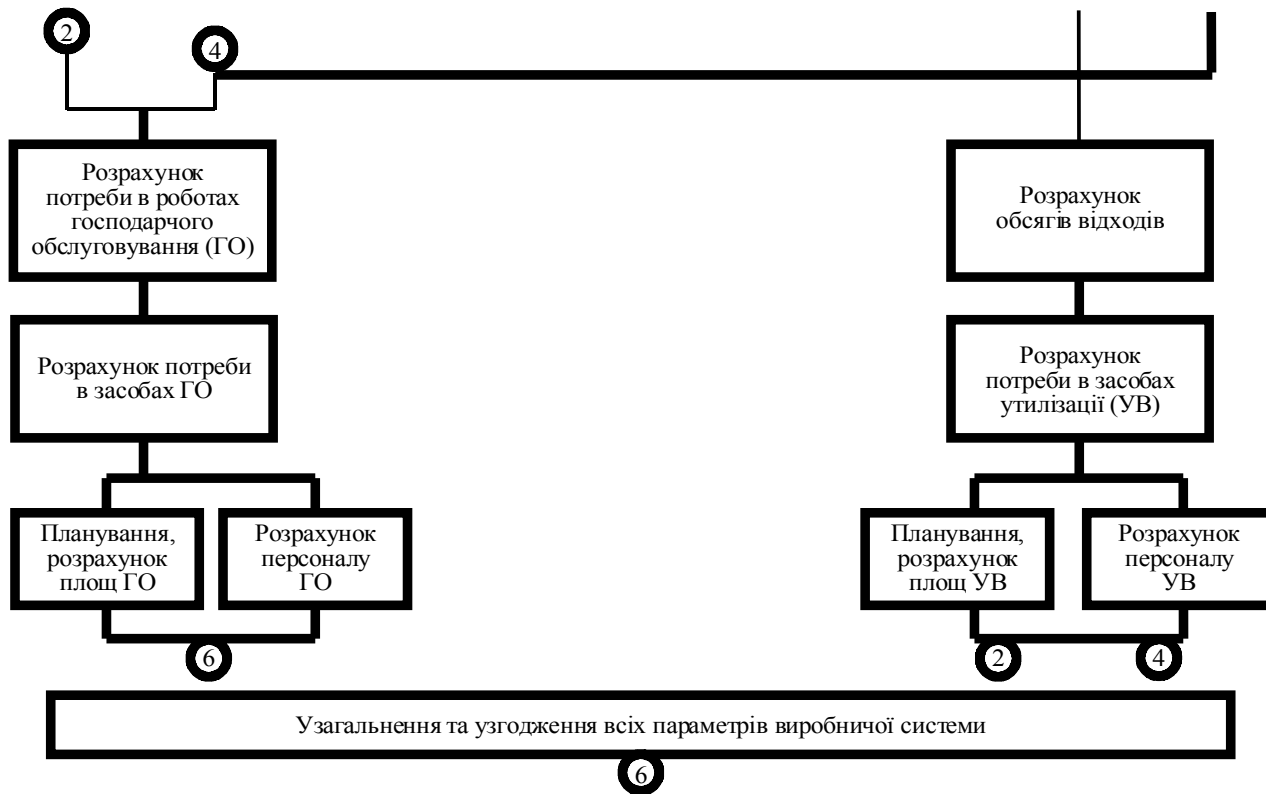 2
4
Розрахунок
потреби в роботах
господарчого
обслуговування (ГО)
Розрахунок
обсягів відходів
Розрахунок потреби
в засобах ГО
Розрахунок
потреби в засобах
утилізації (УВ)
Планування,
розрахунок
площ ГО
Розрахунок
персоналу
ГО
Планування,
розрахунок
площ УВ
Розрахунок
персоналу
УВ
6
2
4
Узагальнення та узгодження всіх параметрів виробничої системи
6